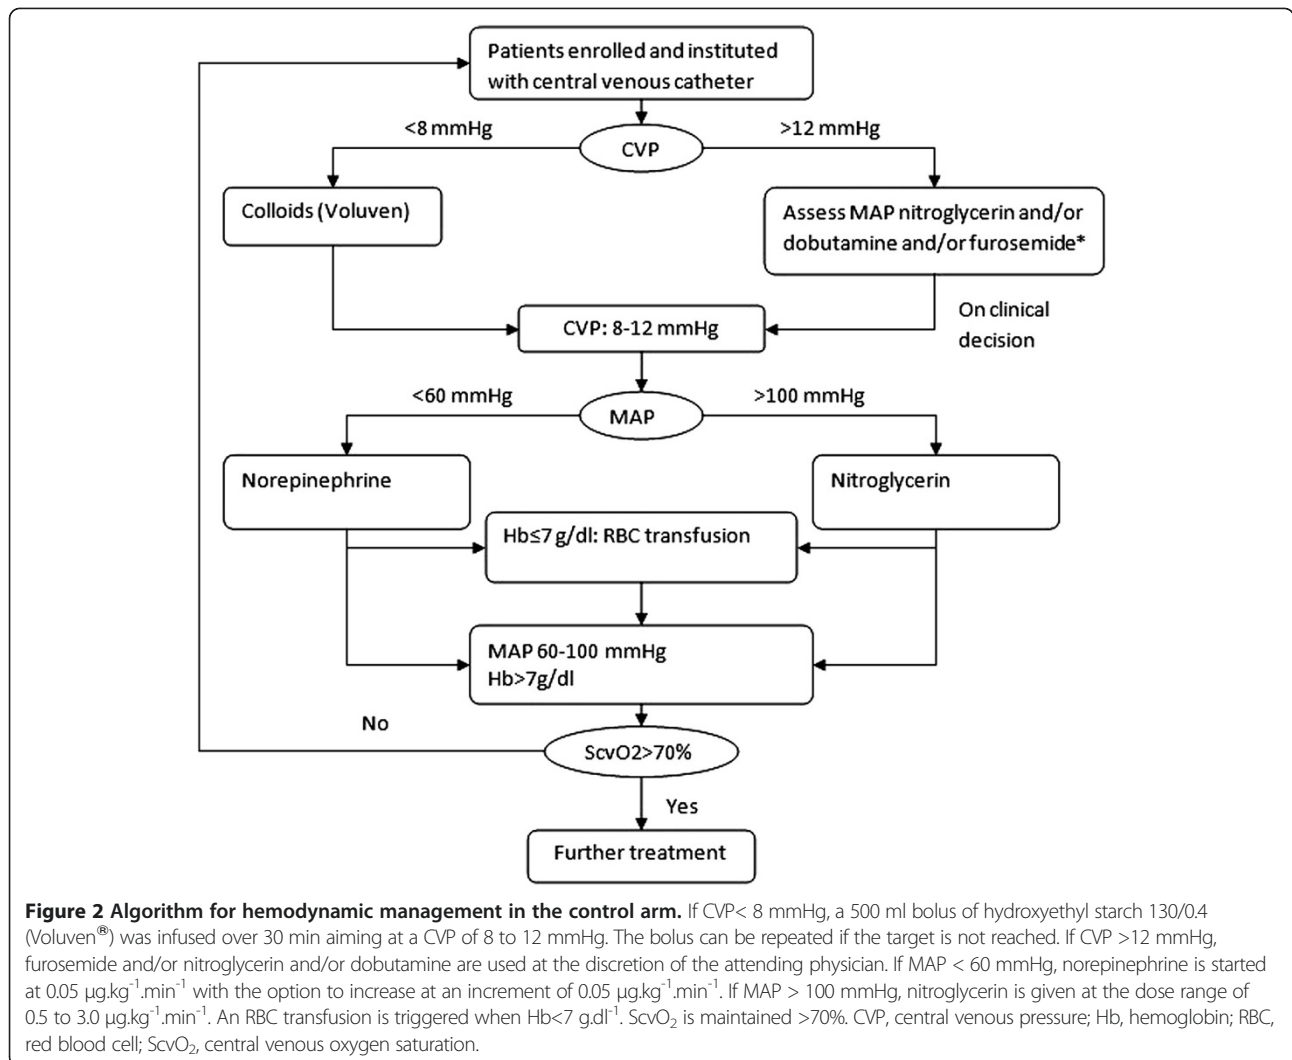 Patients enrolled and instituted
with central venous catheter
<8 mmHg
>12 mmHg
CVP
Colloids (Voluven)
Assess MAP nitroglycerin and/or
dobutamine and/or furosemide*
On clinical
decision
CVP: 8-12 mmHg
<60 mmHg
>100 mmHg
MAP
Norepinephrine
Nitroglycerin
Hb≤7 g/dl: RBC transfusion
MAP 60-100 mmHg
Hb>7g/dl
No
ScvO2>70%
Yes
Further treatment
Figure 2 Algorithm for hemodynamic management in the control arm. If CVP< 8 mmHg, a 500 ml bolus of hydroxyethyl starch 130/0.4
(Voluven®) was infused over 30 min aiming at a CVP of 8 to 12 mmHg. The bolus can be repeated if the target is not reached. If CVP >12 mmHg,
furosemide and/or nitroglycerin and/or dobutamine are used at the discretion of the attending physician. If MAP < 60 mmHg, norepinephrine is started
at 0.05 μg.kg⁻¹.min⁻¹ with the option to increase at an increment of 0.05 μg.kg⁻¹.min⁻¹. If MAP > 100 mmHg, nitroglycerin is given at the dose range of
0.5 to 3.0 μg.kg⁻¹.min⁻¹. An RBC transfusion is triggered when Hb<7 g.dl⁻¹. ScvO₂ is maintained >70%. CVP, central venous pressure; Hb, hemoglobin; RBC,
red blood cell; ScvO₂, central venous oxygen saturation.